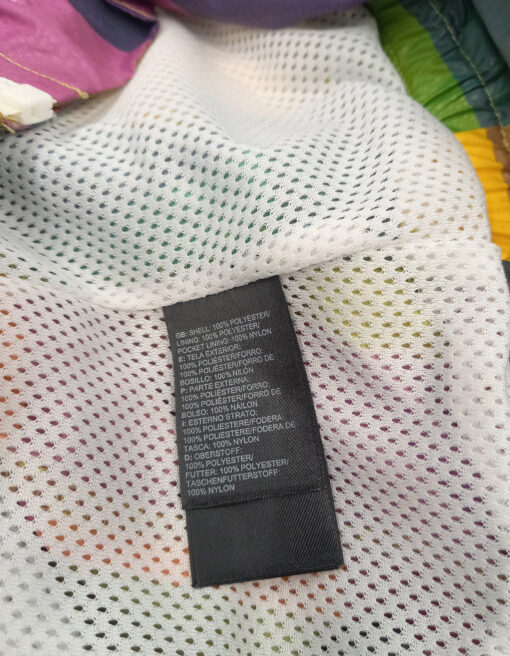 GB: SHELL: 100% POLYESTER/
LINING: 100% POLYESTER/
POCKET LINING: 100% NYLON
E: TELA EXTERIOR:
100% POLIÉSTER/FORRO:
100% POLIÉSTER/FORRO DE
BOSILLO: 100% NILÓN
P: PARTE EXTERNA:
100% POLIÉSTER/FORRO:
100% POLIÉSTER/FORRO:
BOLSO: 100% NÁILON
I: ESTERNO STRATO:
100% POLIESTERE/FODERA:
100% POLIESTERE/FODERA DE
TASCA: 100% NYLON
D: OBERSTOFF:
100% POLYESTER/
FUTTER: 100% POLYESTER/
TASCHENFUTTERSTOFF:
100% NYLON